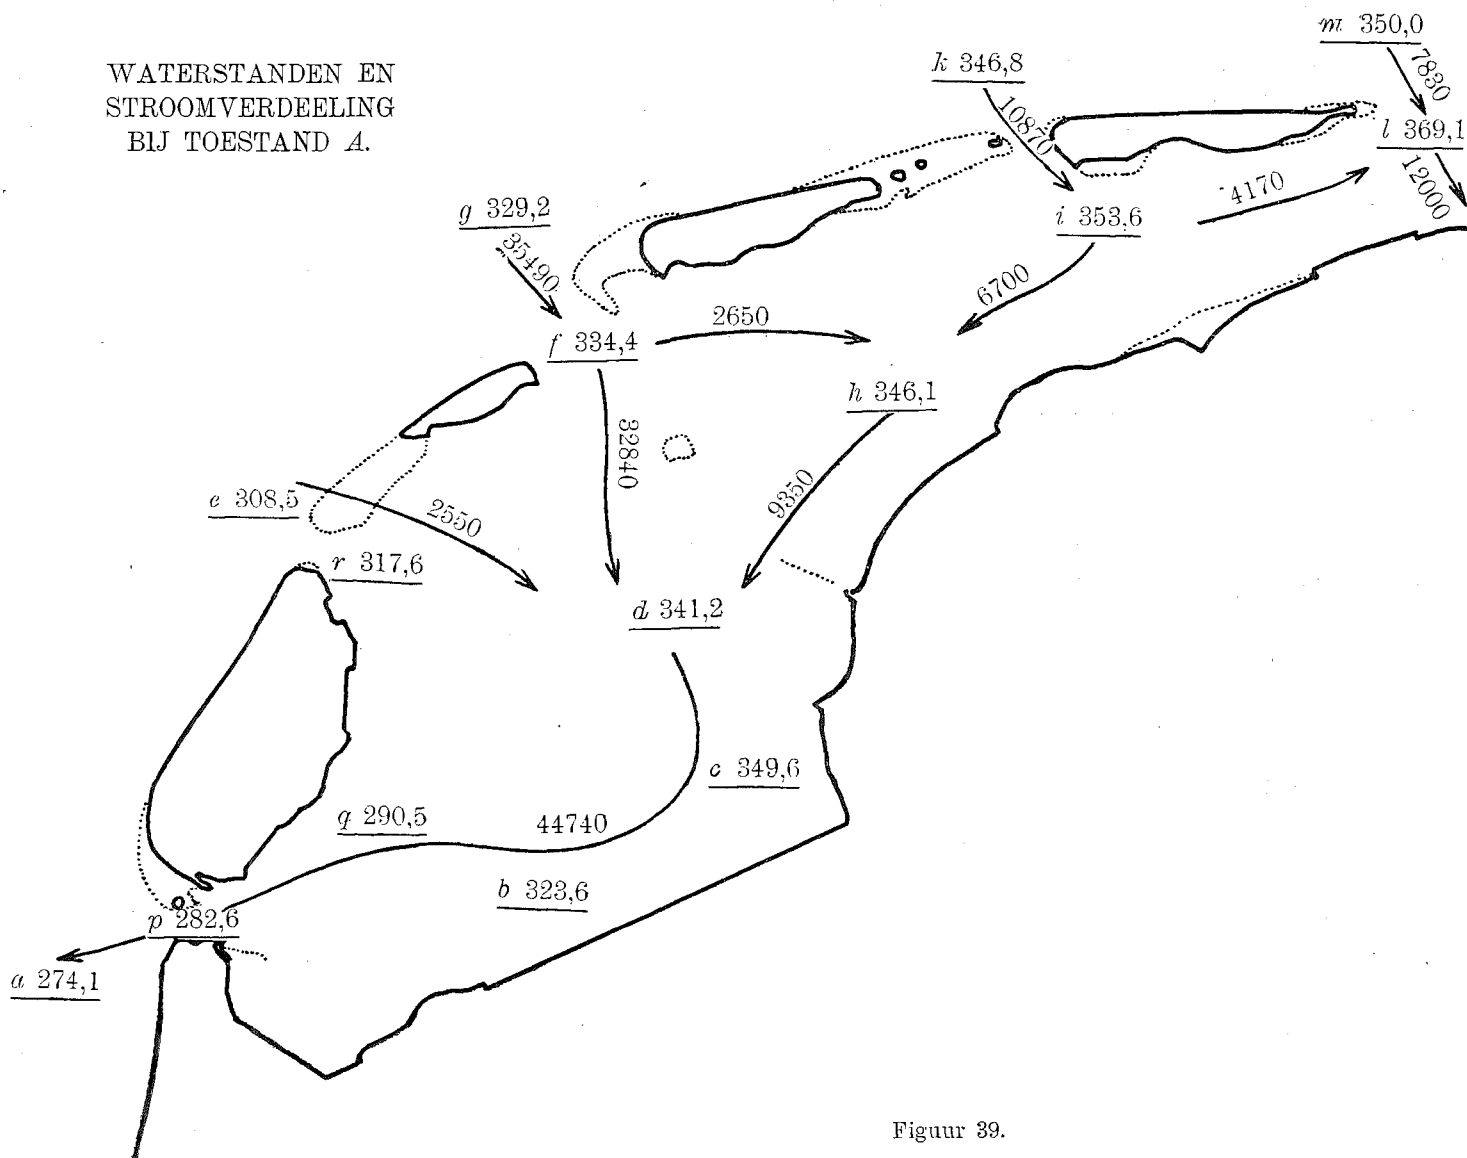 WATERSTANDEN EN
STROOMVERDEELING
BIJ TOESTAND A.
m 350,0
7830
k 346,8
10870
l 369,1
12000
4170
g 329,2
35490
i 353,6
6700
2650
f 334,4
h 346,1
32840
9350
e 308,5
2550
r 317,6
d 341,2
c 349,6
q 290,5
44740
b 323,6
p 282,6
a 274,1
Figuur 39.